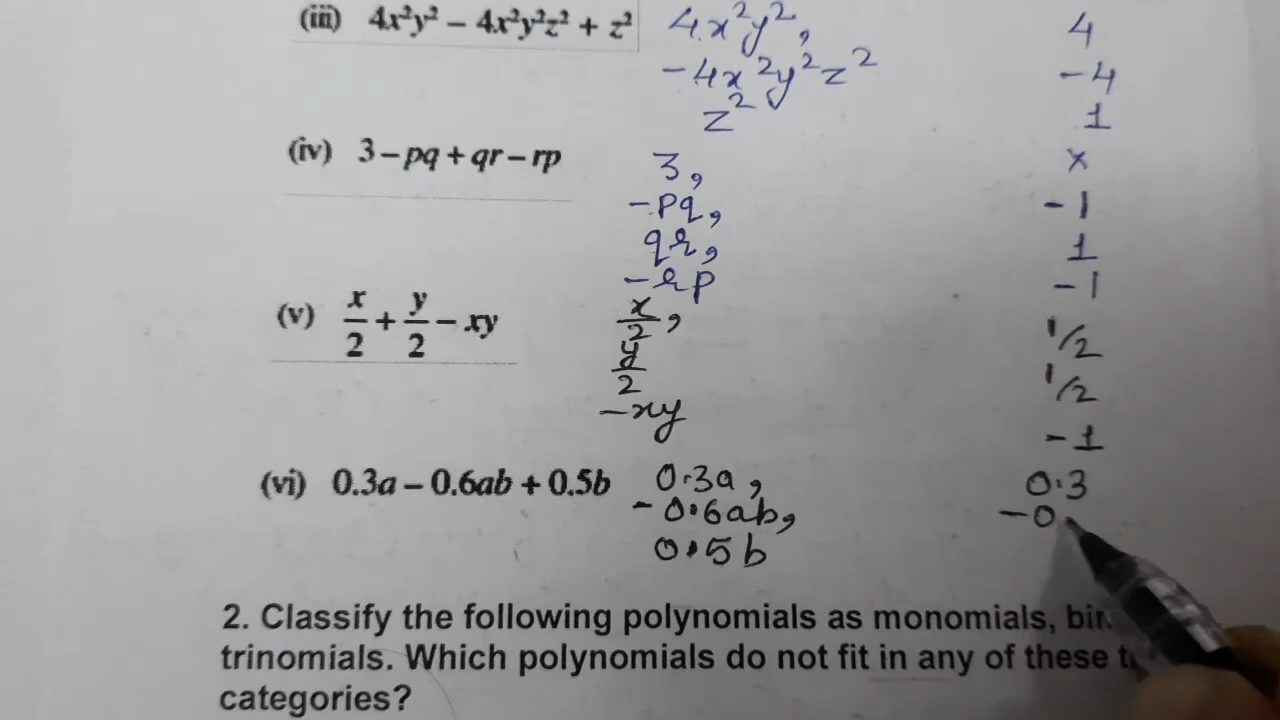 (iii) 4x²y² – 4x²y²z² + z² 4x²y², 4
-4x²y²z² -4
z² 1
(iv) 3 – pq + qr – rp 3, x
-pq, -1
qr, 1
-rp -1
(v) x/2 + y/2 – xy x/2, 1/2
y/2 1/2
-xy -1
(vi) 0.3a – 0.6ab + 0.5b 0.3a, 0.3
-0.6ab, -0
0.5b
2. Classify the following polynomials as monomials,
trinomials. Which polynomials do not fit in any of these
categories?